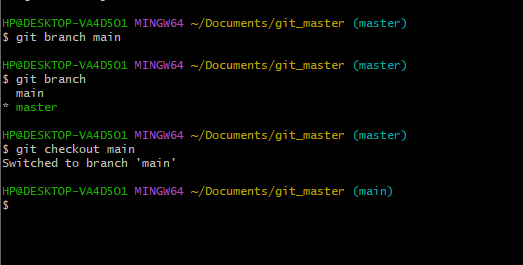 HP@DESKTOP-VA4D5O1 MINGW64 ~/Documents/git_master (master)
$ git branch main
HP@DESKTOP-VA4D5O1 MINGW64 ~/Documents/git_master (master)
$ git branch
main
* master
HP@DESKTOP-VA4D5O1 MINGW64 ~/Documents/git_master (master)
$ git checkout main
Switched to branch 'main'
HP@DESKTOP-VA4D5O1 MINGW64 ~/Documents/git_master (main)
$